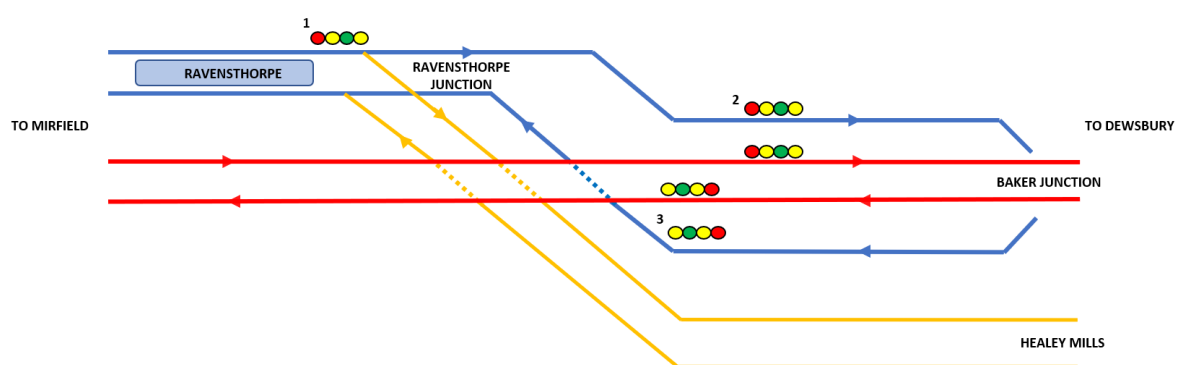 1
RAVENSTHORPE
RAVENSTHORPE
JUNCTION
2
TO MIRFIELD
TO DEWSBURY
BAKER JUNCTION
3
HEALEY MILLS